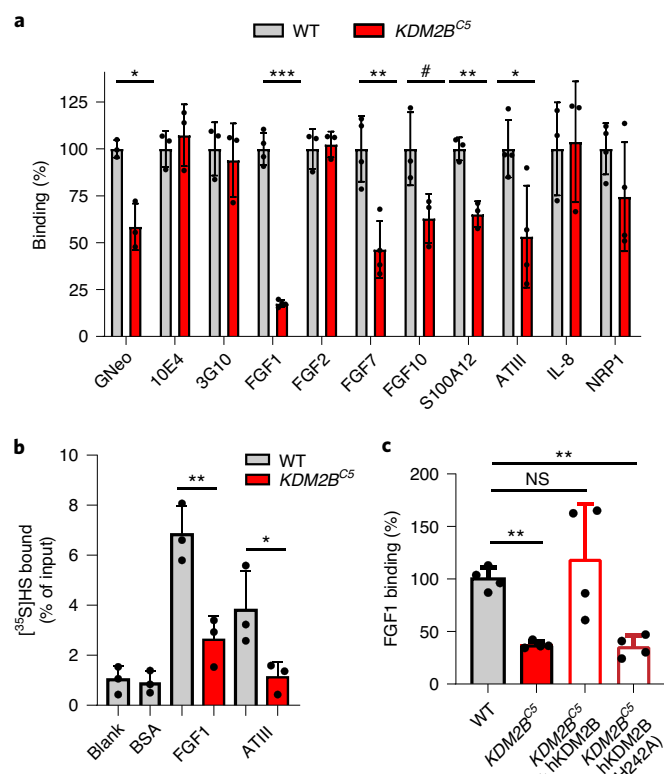 a
WT
KDM2B^C5
* *** ** # ** *
Binding (%)
125
100
75
50
25
0
GNeo
10E4
3G10
FGF1
FGF2
FGF7
FGF10
S100A12
ATIII
IL-8
NRP1
b
WT
KDM2B^C5
[³⁵S]HS bound
(% of input)
10
8
6
4
2
0
**
*
Blank
BSA
FGF1
ATIII
c
**
NS
**
FGF1 binding (%)
200
150
100
50
0
WT
KDM2B^C5
KDM2B^C5
hKDM2B
KDM2B^C5
hKDM2B
H242A)